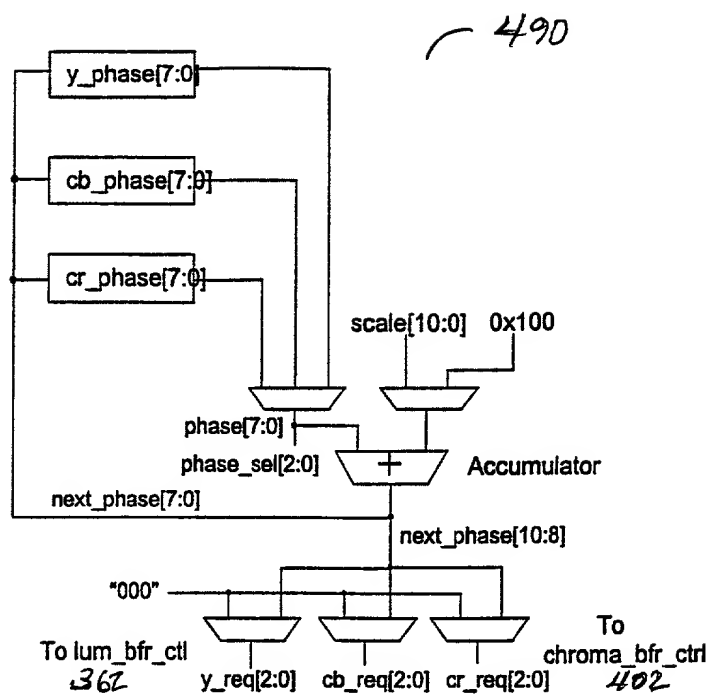 490
y_phase[7:0]
cb_phase[7:0]
cr_phase[7:0]
scale[10:0] 0x100
phase[7:0]
phase_sel[2:0]
+
Accumulator
next_phase[7:0]
next_phase[10:8]
"000"
To lum_bfr_ctl
362
y_req[2:0]
cb_req[2:0]
cr_req[2:0]
To
chroma_bfr_ctrl
402